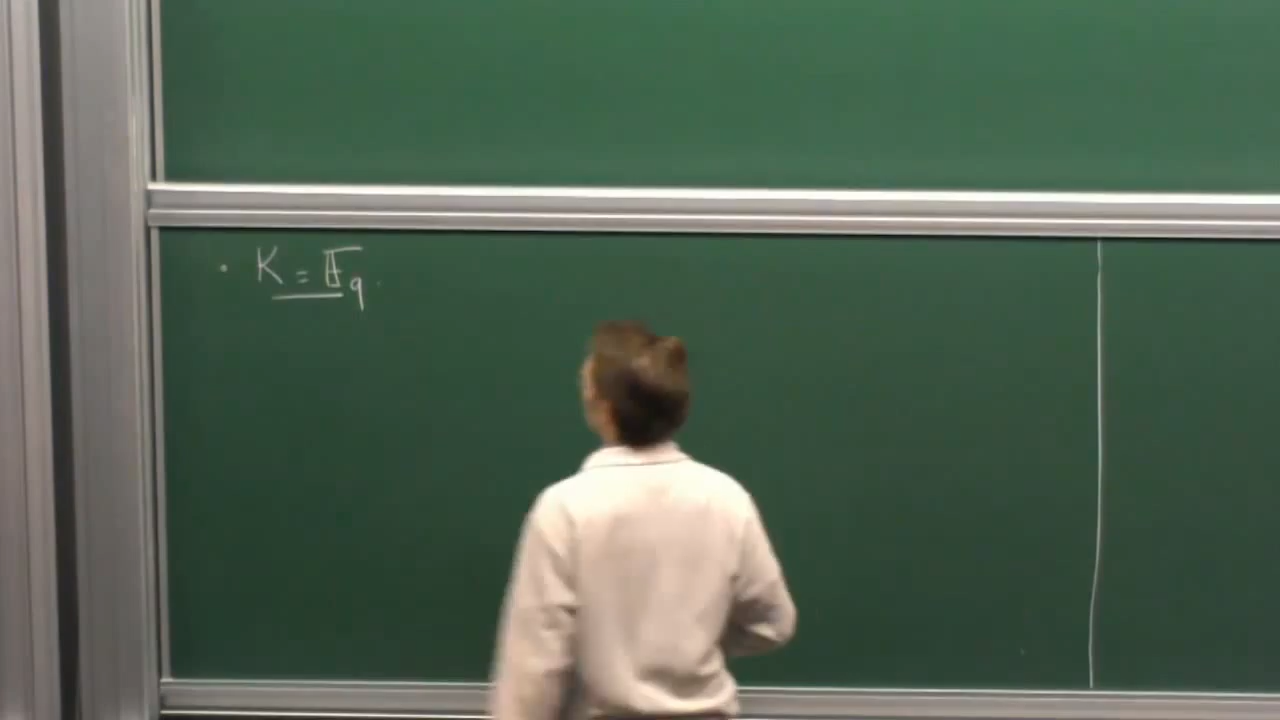 · K = 𝔽q.